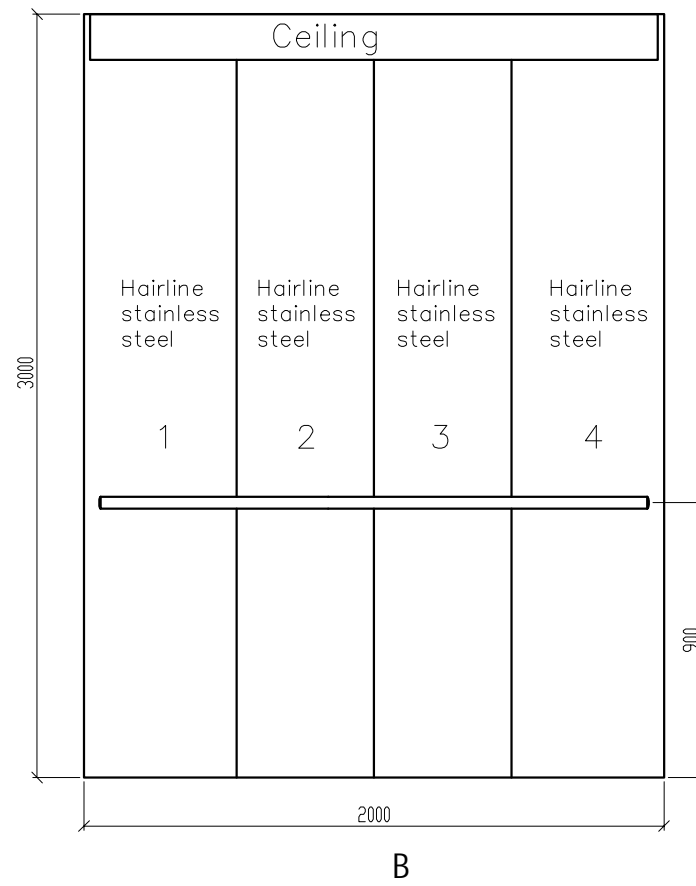 Ceiling
Hairline
stainless
steel
Hairline
stainless
steel
Hairline
stainless
steel
Hairline
stainless
steel
3000
1
2
3
4
900
2000
B